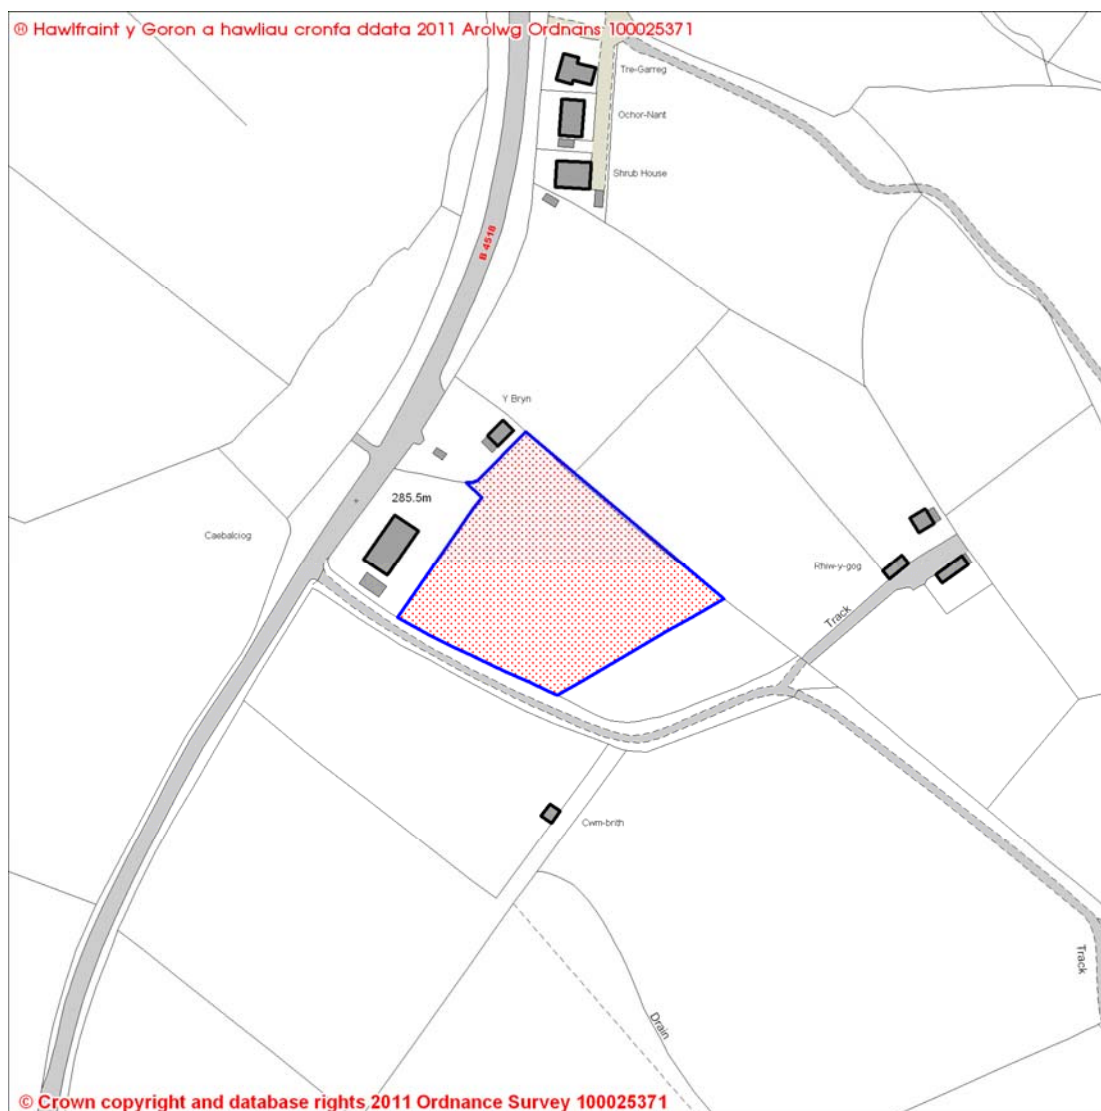 ® Hawlfraint y Goron a hawliau cronfa ddata 2011 Arolwg Ordnans 100025371
Tre-Garreg
Ochor-Nant
Shrub House
B 4518
Y Bryn
285.5m
Caebalciog
Rhiw-y-gog
Track
Cwm-brith
Track
Drain
© Crown copyright and database rights 2011 Ordnance Survey 100025371